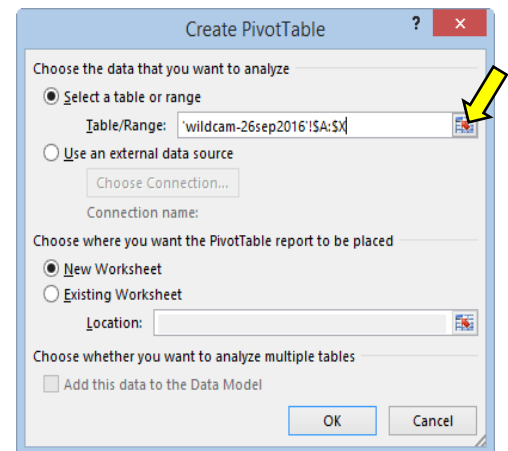 Create PivotTable ? ×
Choose the data that you want to analyze
Select a table or range
Table/Range: 'wildcam-26sep2016'!$A:$X
Use an external data source
Choose Connection...
Connection name:
Choose where you want the PivotTable report to be placed
New Worksheet
Existing Worksheet
Location:
Choose whether you want to analyze multiple tables
Add this data to the Data Model
OK Cancel